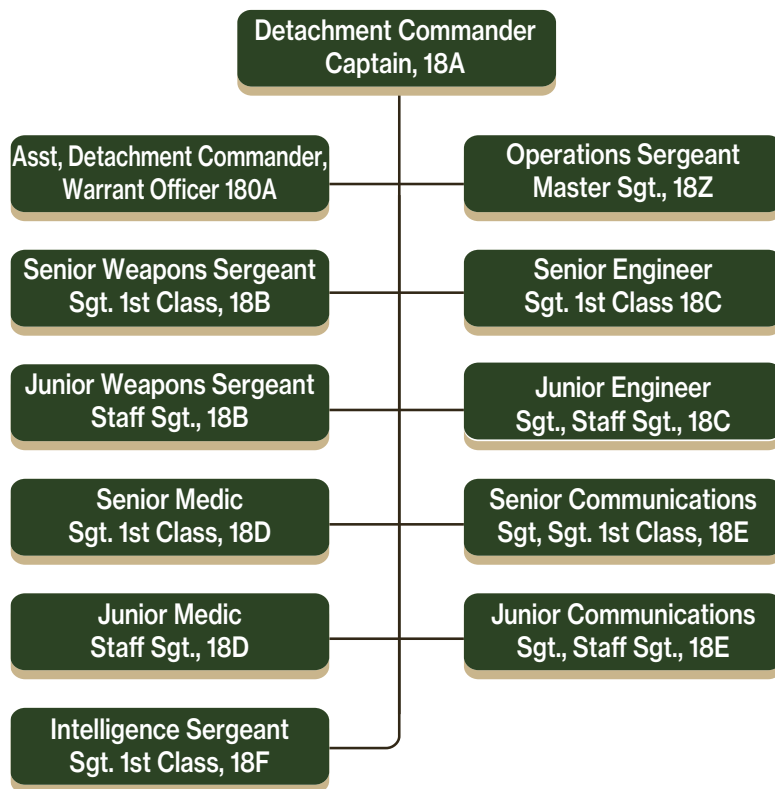 Detachment Commander
Captain, 18A
Asst, Detachment Commander,
Warrant Officer 180A
Operations Sergeant
Master Sgt., 18Z
Senior Weapons Sergeant
Sgt. 1st Class, 18B
Senior Engineer
Sgt. 1st Class 18C
Junior Weapons Sergeant
Staff Sgt., 18B
Junior Engineer
Sgt., Staff Sgt., 18C
Senior Medic
Sgt. 1st Class, 18D
Senior Communications
Sgt, Sgt. 1st Class, 18E
Junior Medic
Staff Sgt., 18D
Junior Communications
Sgt., Staff Sgt., 18E
Intelligence Sergeant
Sgt. 1st Class, 18F